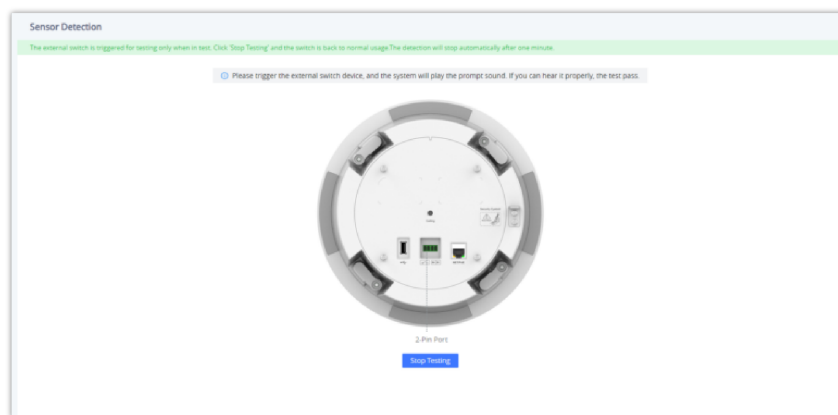 Sensor Detection
The external switch is triggered for testing only when in test. Click 'Stop Testing' and the switch is back to normal usage.The detection will stop automatically after one minute.
Please trigger the external switch device, and the system will play the prompt sound. If you can hear it properly, the test pass.
2-Pin Port
Stop Testing